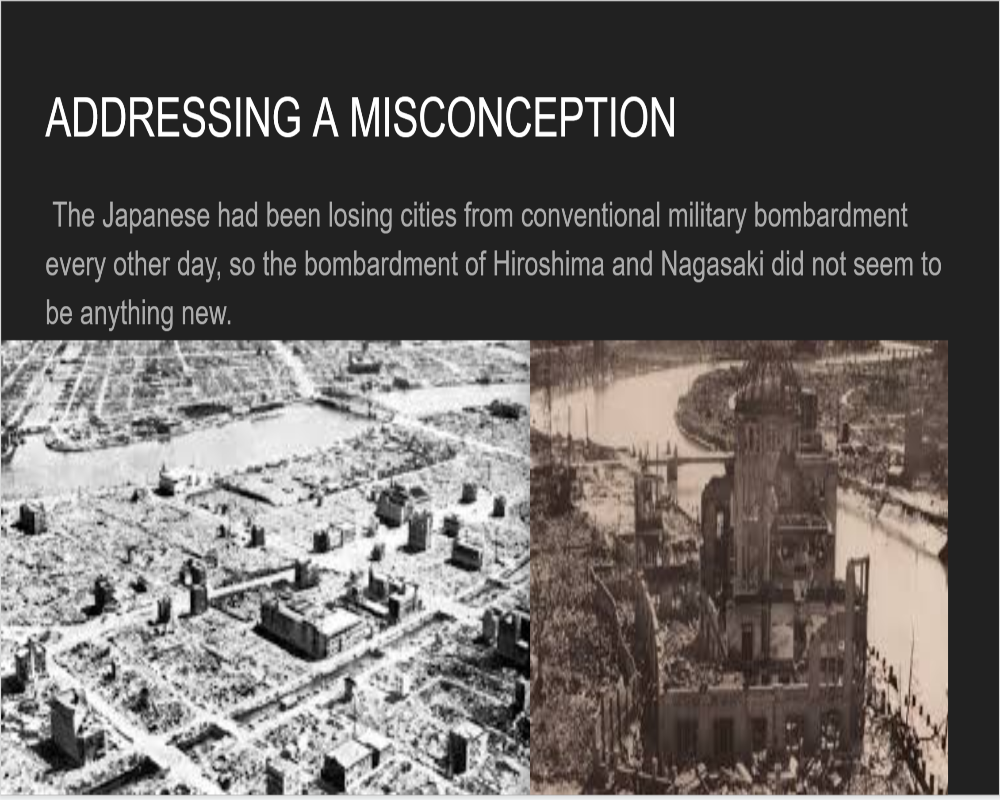 ADDRESSING A MISCONCEPTION
The Japanese had been losing cities from conventional military bombardment
every other day, so the bombardment of Hiroshima and Nagasaki did not seem to
be anything new.